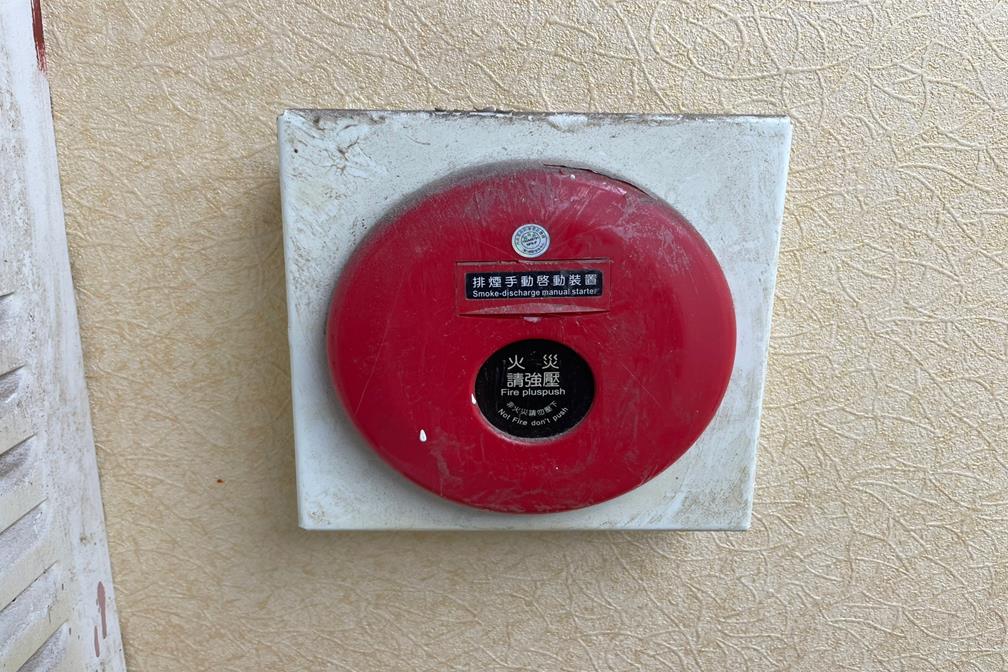 排煙手動啓動裝置
Smoke-discharge manual starter
火 災
請強壓
Fire pluspush
非火災請勿壓下
Not Fire don't push